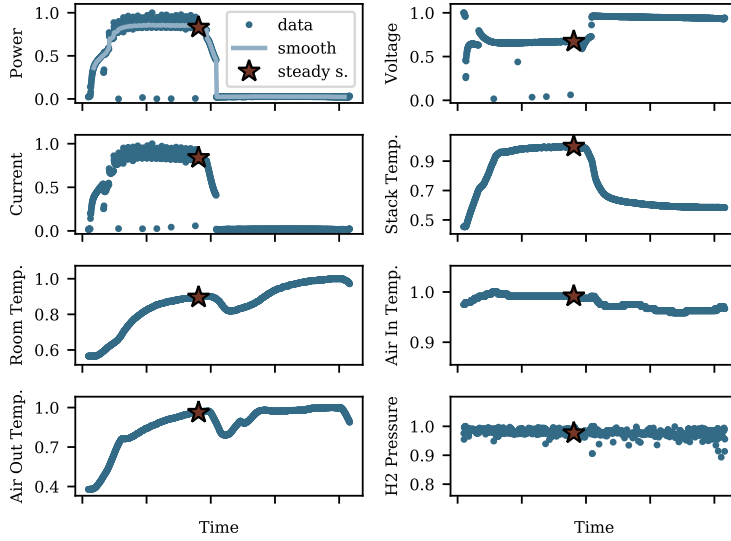 Power
1.0
0.5
0.0
data
smooth
steady s.
Voltage
1.0
0.5
0.0
Current
1.0
0.5
0.0
Stack Temp.
0.9
0.7
0.5
Room Temp.
1.0
0.8
0.6
Air In Temp.
1.0
0.9
Air Out Temp.
1.0
0.7
0.4
Time
H2 Pressure
1.0
0.9
0.8
Time